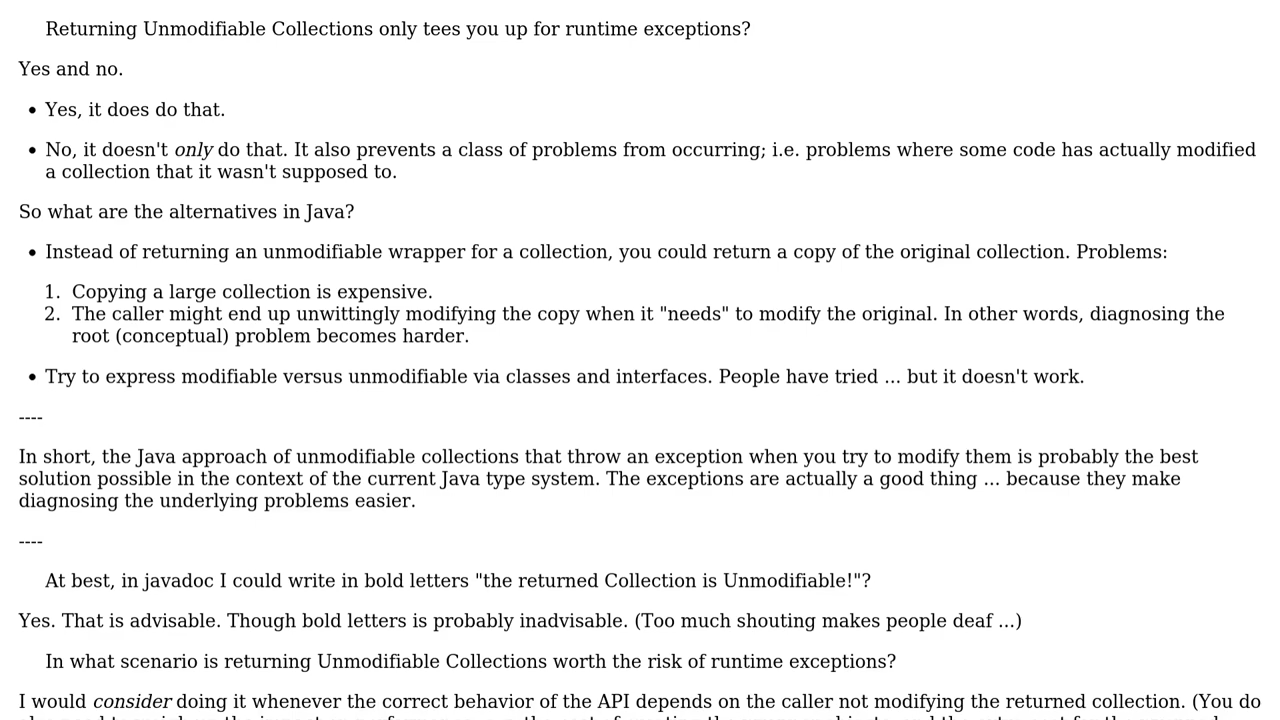 Returning Unmodifiable Collections only tees you up for runtime exceptions?
Yes and no.
• Yes, it does do that.
• No, it doesn't only do that. It also prevents a class of problems from occurring; i.e. problems where some code has actually modified
a collection that it wasn't supposed to.
So what are the alternatives in Java?
• Instead of returning an unmodifiable wrapper for a collection, you could return a copy of the original collection. Problems:
1. Copying a large collection is expensive.
2. The caller might end up unwittingly modifying the copy when it "needs" to modify the original. In other words, diagnosing the
root (conceptual) problem becomes harder.
• Try to express modifiable versus unmodifiable via classes and interfaces. People have tried ... but it doesn't work.
----
In short, the Java approach of unmodifiable collections that throw an exception when you try to modify them is probably the best
solution possible in the context of the current Java type system. The exceptions are actually a good thing ... because they make
diagnosing the underlying problems easier.
----
At best, in javadoc I could write in bold letters "the returned Collection is Unmodifiable!"?
Yes. That is advisable. Though bold letters is probably inadvisable. (Too much shouting makes people deaf ...)
In what scenario is returning Unmodifiable Collections worth the risk of runtime exceptions?
I would consider doing it whenever the correct behavior of the API depends on the caller not modifying the returned collection. (You do